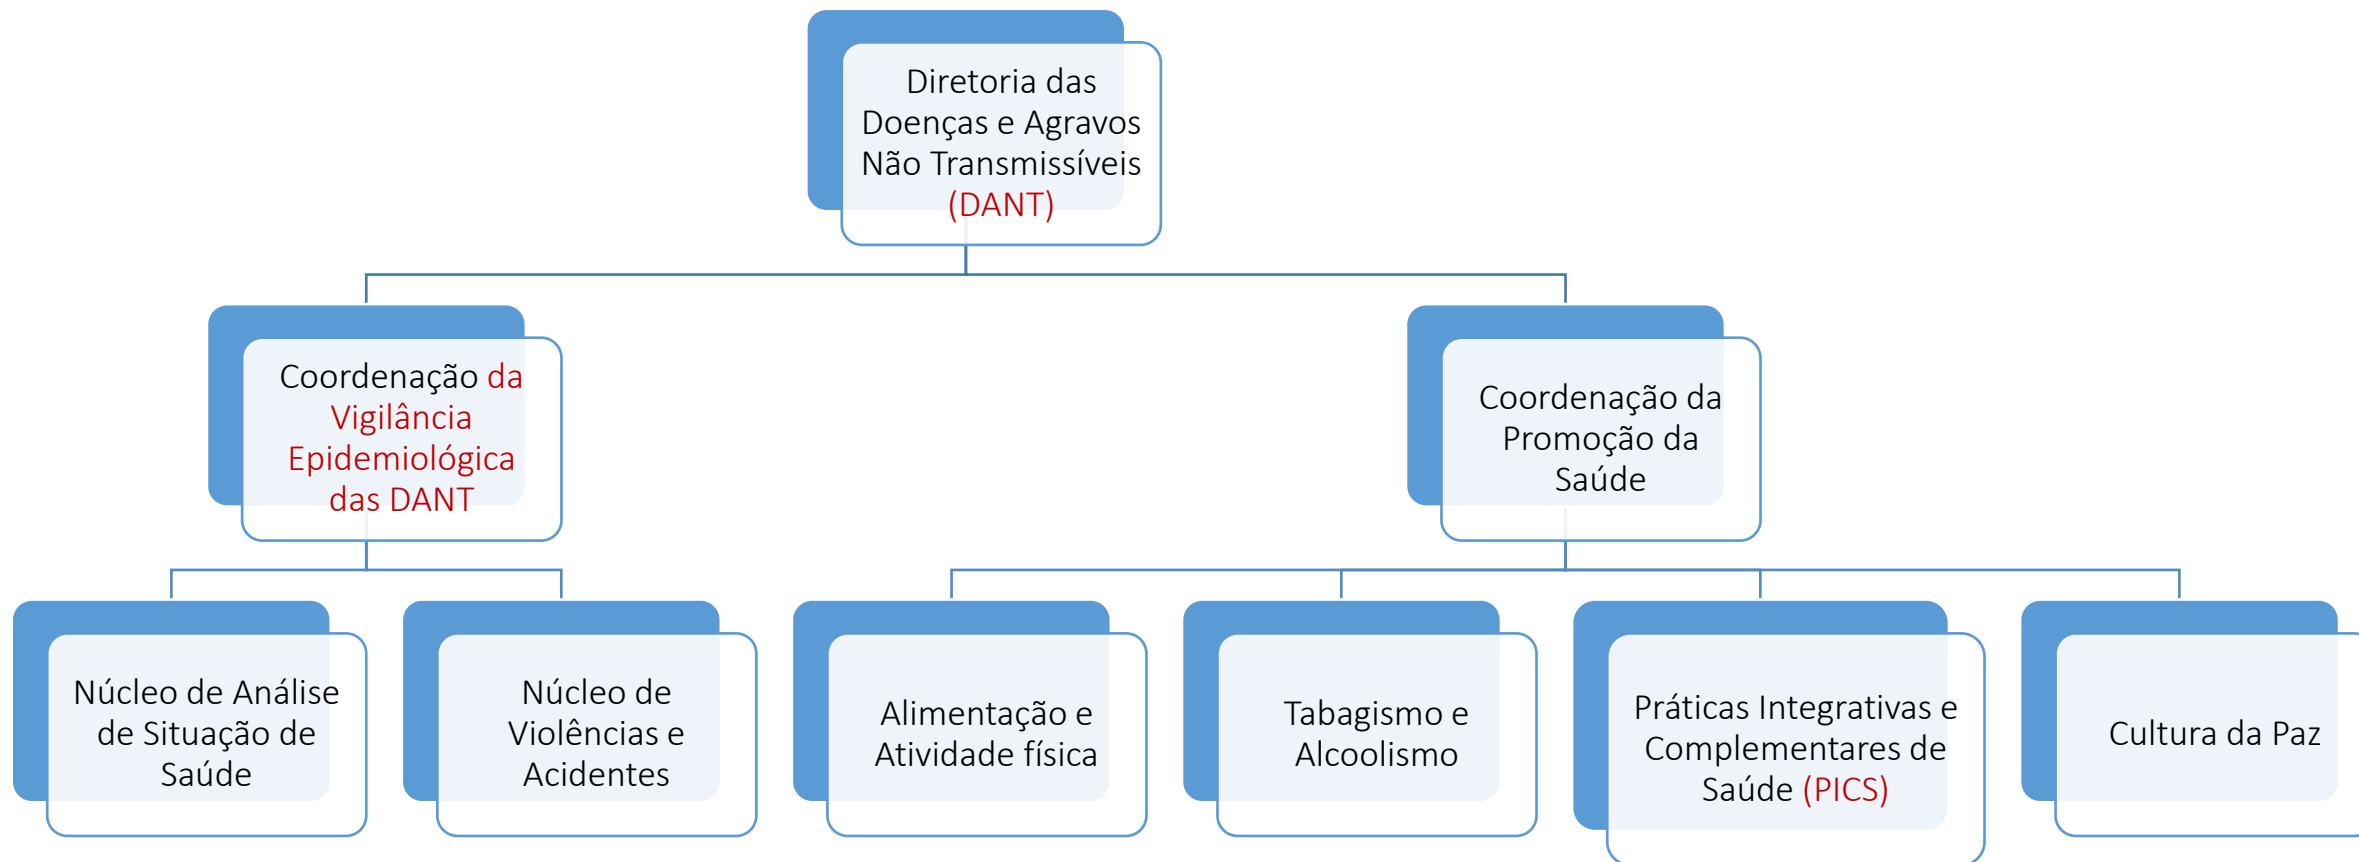 Diretoria das
Doenças e Agravos
Não Transmissíveis
(DANT)
Coordenação da
Vigilância
Epidemiológica
das DANT
Coordenação da
Promoção da
Saúde
Núcleo de Análise
de Situação de
Saúde
Núcleo de
Violências e
Acidentes
Alimentação e
Atividade física
Tabagismo e
Alcoolismo
Práticas Integrativas e
Complementares de
Saúde (PICS)
Cultura da Paz